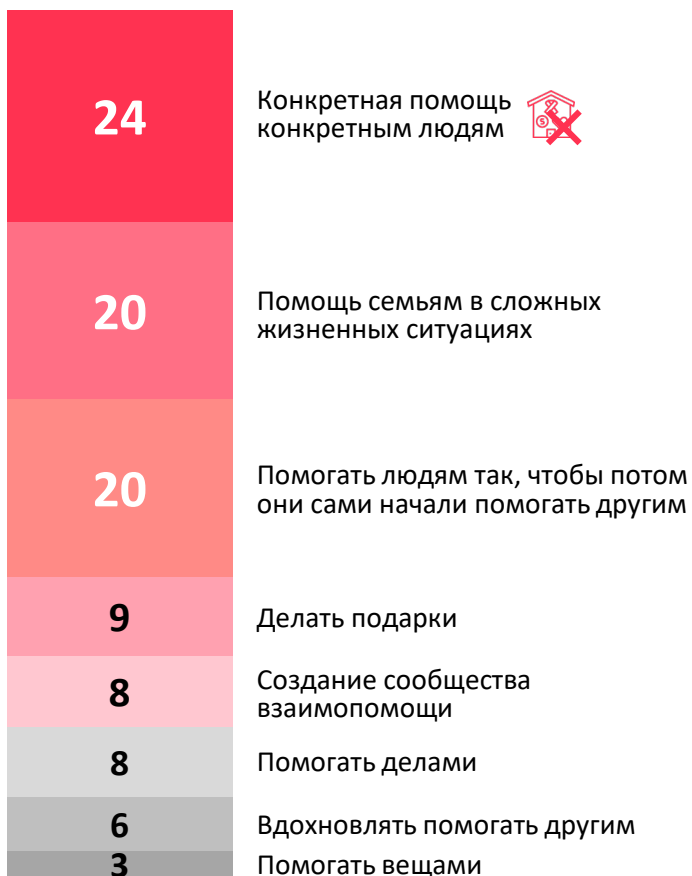 24
Конкретная помощь
конкретным людям
20
Помощь семьям в сложных
жизненных ситуациях
20
Помогать людям так, чтобы потом
они сами начали помогать другим
9
Делать подарки
8
Создание сообщества
взаимопомощи
8
Помогать делами
6
Вдохновлять помогать другим
3
Помогать вещами